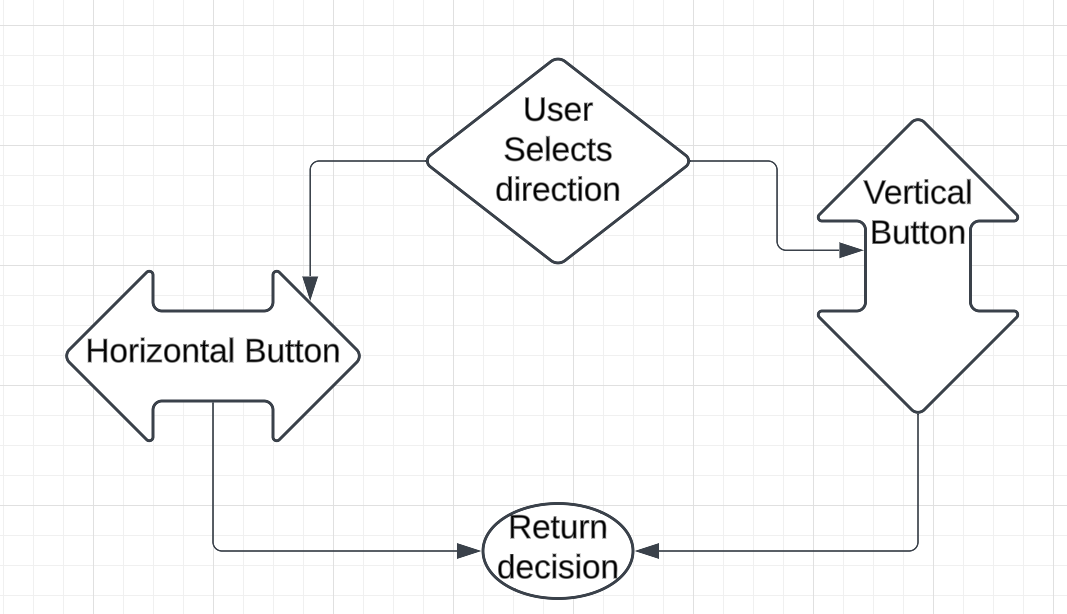 User
Selects
direction
Vertical
Button
Horizontal Button
Return
decision